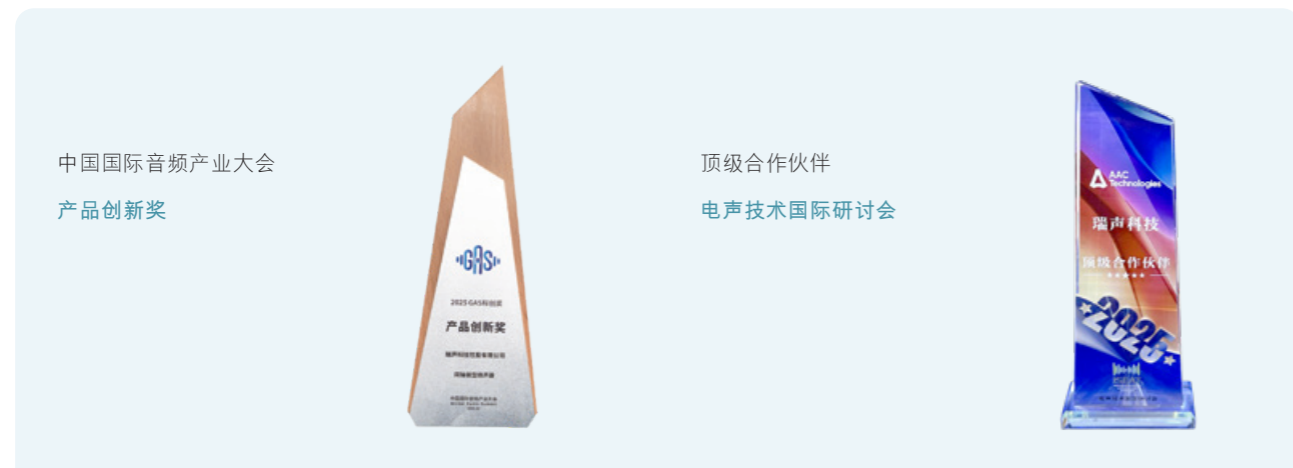 中国国际音频产业大会
产品创新奖
GAS
2025 GAS科创奖
产品创新奖
顶级合作伙伴
电声技术国际研讨会
AAC
Technologies
瑞声科技
顶级合作伙伴
2025